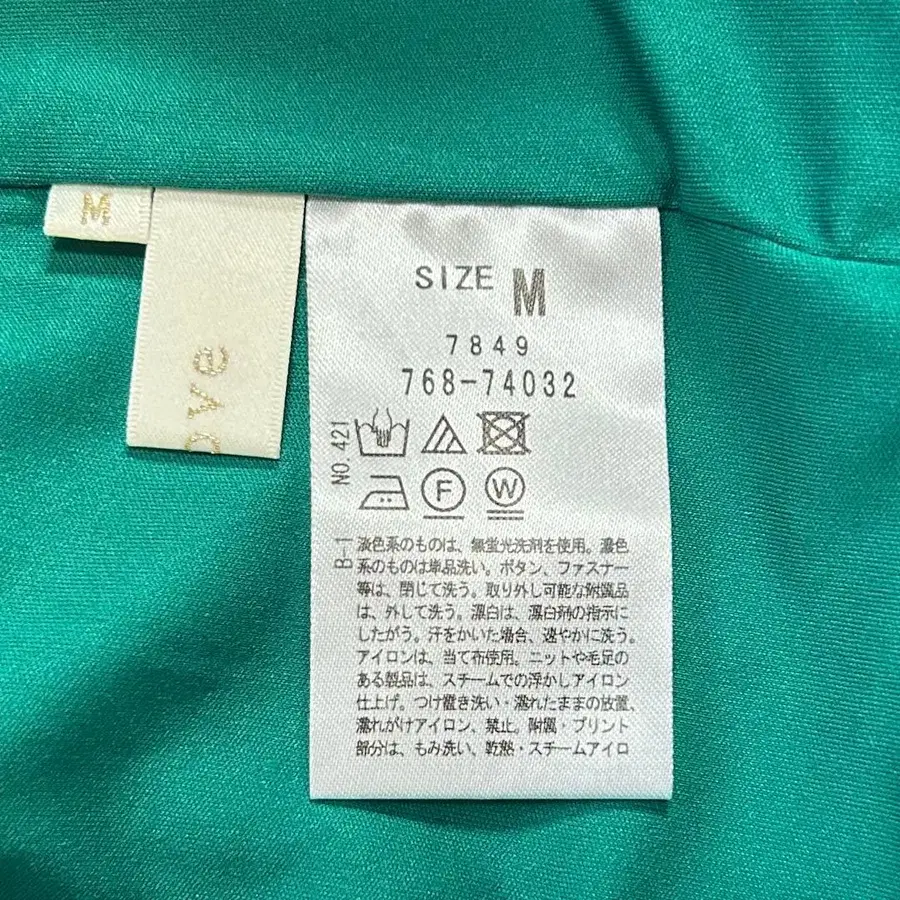 M
ove
SIZE M
7849
768-74032
NO.421
F
W
B-1
淡色系のものは、無蛍光洗剤を使用。濃色
系のものは単品洗い。ボタン、ファスナー
等は、閉じて洗う。取り外し可能な附属品
は、外して洗う。漂白は、漂白剤の指示に
したがう。汗をかいた場合、速やかに洗う。
アイロンは、当て布使用。ニットや毛足の
ある製品は、スチームでの浮かしアイロン
仕上げ。つけ置き洗い・濡れたままの放置、
濡れがけアイロン、禁止。附属・プリント
部分は、もみ洗い、乾熱・スチームアイロ